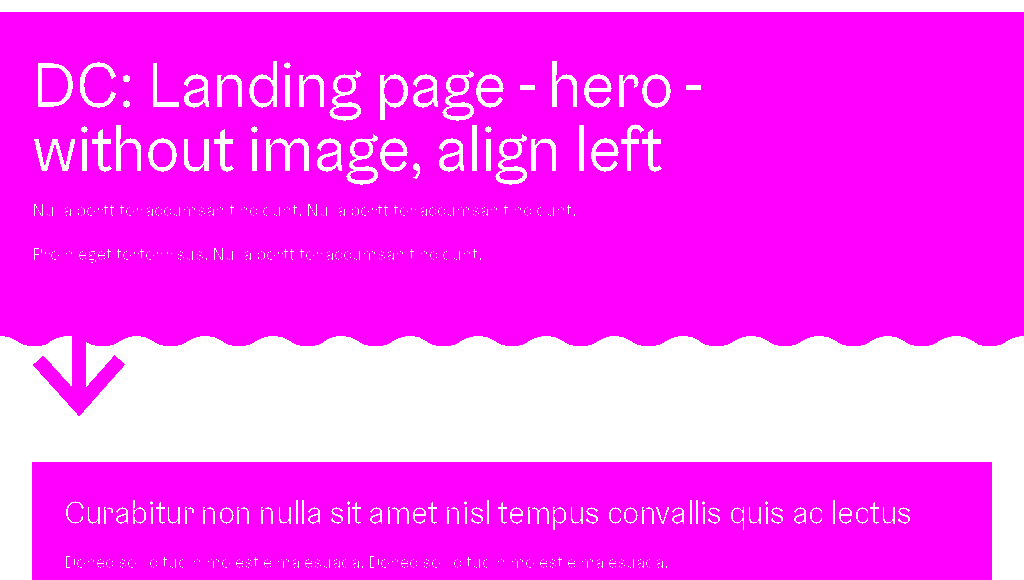 DC: Landing page - hero -
without image, align left
Nulla porttitor accumsan tincidunt. Nulla porttitor accumsan tincidunt.
Proin eget tortor risus. Nulla porttitor accumsan tincidunt.
Curabitur non nulla sit amet nisl tempus convallis quis ac lectus
Donec sollicitudin molestie malesuada. Donec sollicitudin molestie malesuada.